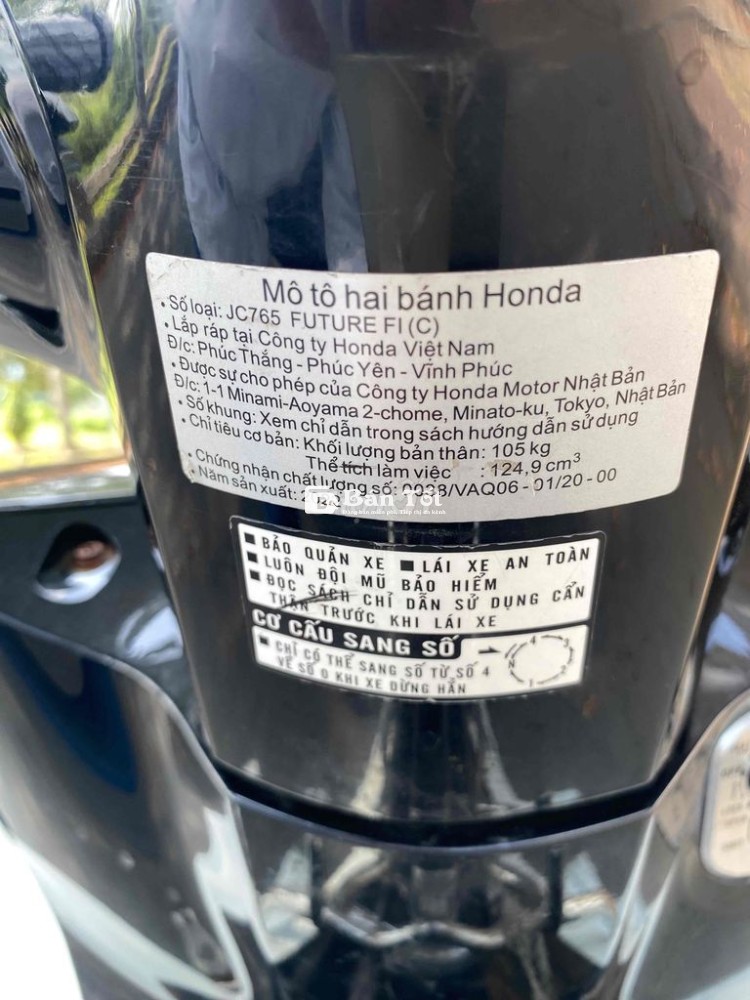 Mô tô hai bánh Honda
• Số loại: JC765 FUTURE FI (C)
• Lắp ráp tại Công ty Honda Việt Nam
Đ/c: Phúc Thắng - Phúc Yên - Vĩnh Phúc
• Được sự cho phép của Công ty Honda Motor Nhật Bản
Đ/c: 1-1 Minami-Aoyama 2-chome, Minato-ku, Tokyo, Nhật Bản
• Số khung: Xem chỉ dẫn trong sách hướng dẫn sử dụng
• Chỉ tiêu cơ bản: Khối lượng bản thân: 105 kg
Thể tích làm việc : 124,9 cm³
• Chứng nhận chất lượng số: /VAQ06 - 01/20 - 00
• Năm sản xuất:
Bán Tốt
■ BẢO QUẢN XE ■ LÁI XE AN TOÀN
■ LUÔN ĐỘI MŨ BẢO HIỂM
■ ĐỌC SÁCH CHỈ DẪN SỬ DỤNG CẨN
THẬN TRƯỚC KHI LÁI XE
CƠ CẤU SANG SỐ
■ CHỈ CÓ THỂ SANG SỐ TỪ SỐ 4
VỀ SỐ 0 KHI XE DỪNG HẲN
N 1 2 3 4